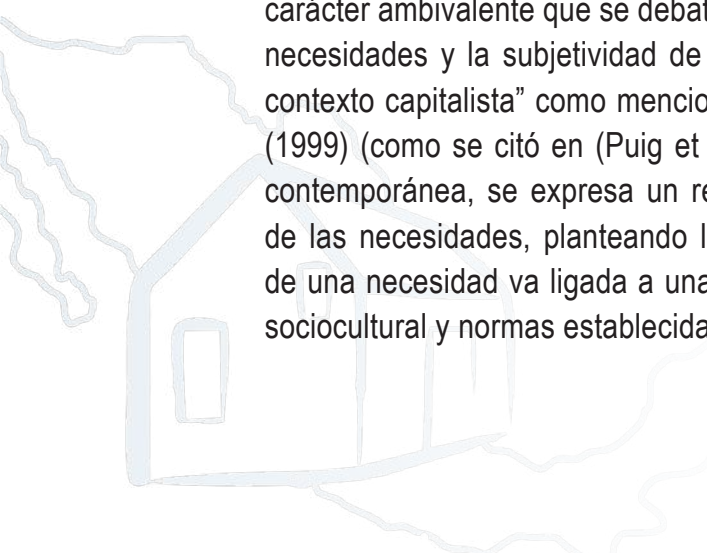 carácter ambivalente que se debat
necesidades y la subjetividad de
contexto capitalista” como mencio
(1999) (como se citó en (Puig et
contemporánea, se expresa un re
de las necesidades, planteando l
de una necesidad va ligada a una
sociocultural y normas establecida